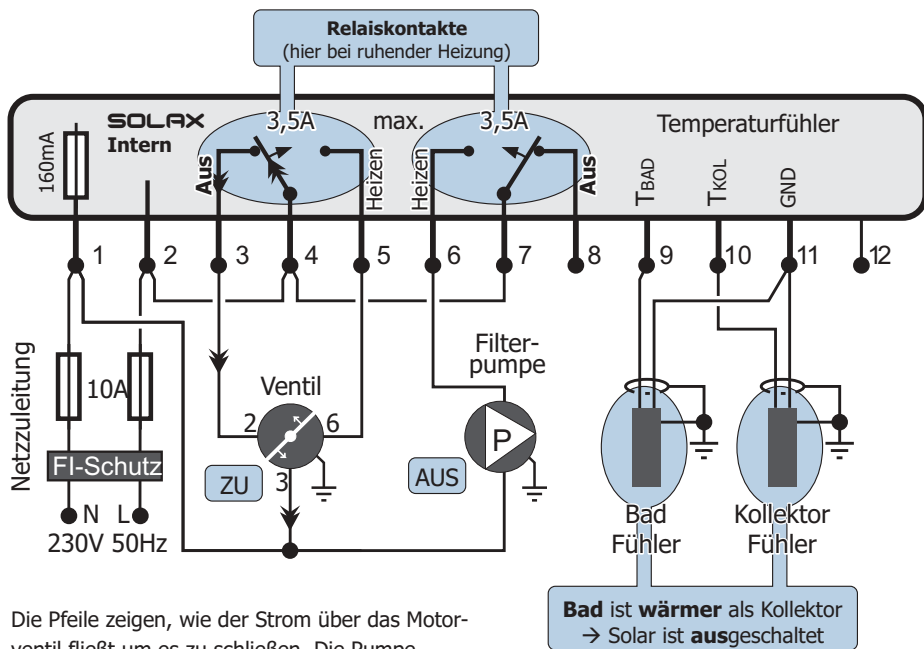 Relaiskontakte
(hier bei ruhender Heizung)
SOLAX
Intern
160mA
3,5A
max.
3,5A
Temperaturfühler
Aus
Heizen
Heizen
Aus
TBAD
TKOL
GND
1
2
3
4
5
6
7
8
9
10
11
12
Netzzuleitung
10A
FI-Schutz
N
L
230V 50Hz
Ventil
2
6
3
ZU
Filter-
pumpe
P
AUS
Bad
Fühler
Kollektor
Fühler
Bad ist wärmer als Kollektor
→ Solar ist ausgeschaltet
Die Pfeile zeigen, wie der Strom über das Motor-
ventil fließt um es zu schließen. Die Pumpe